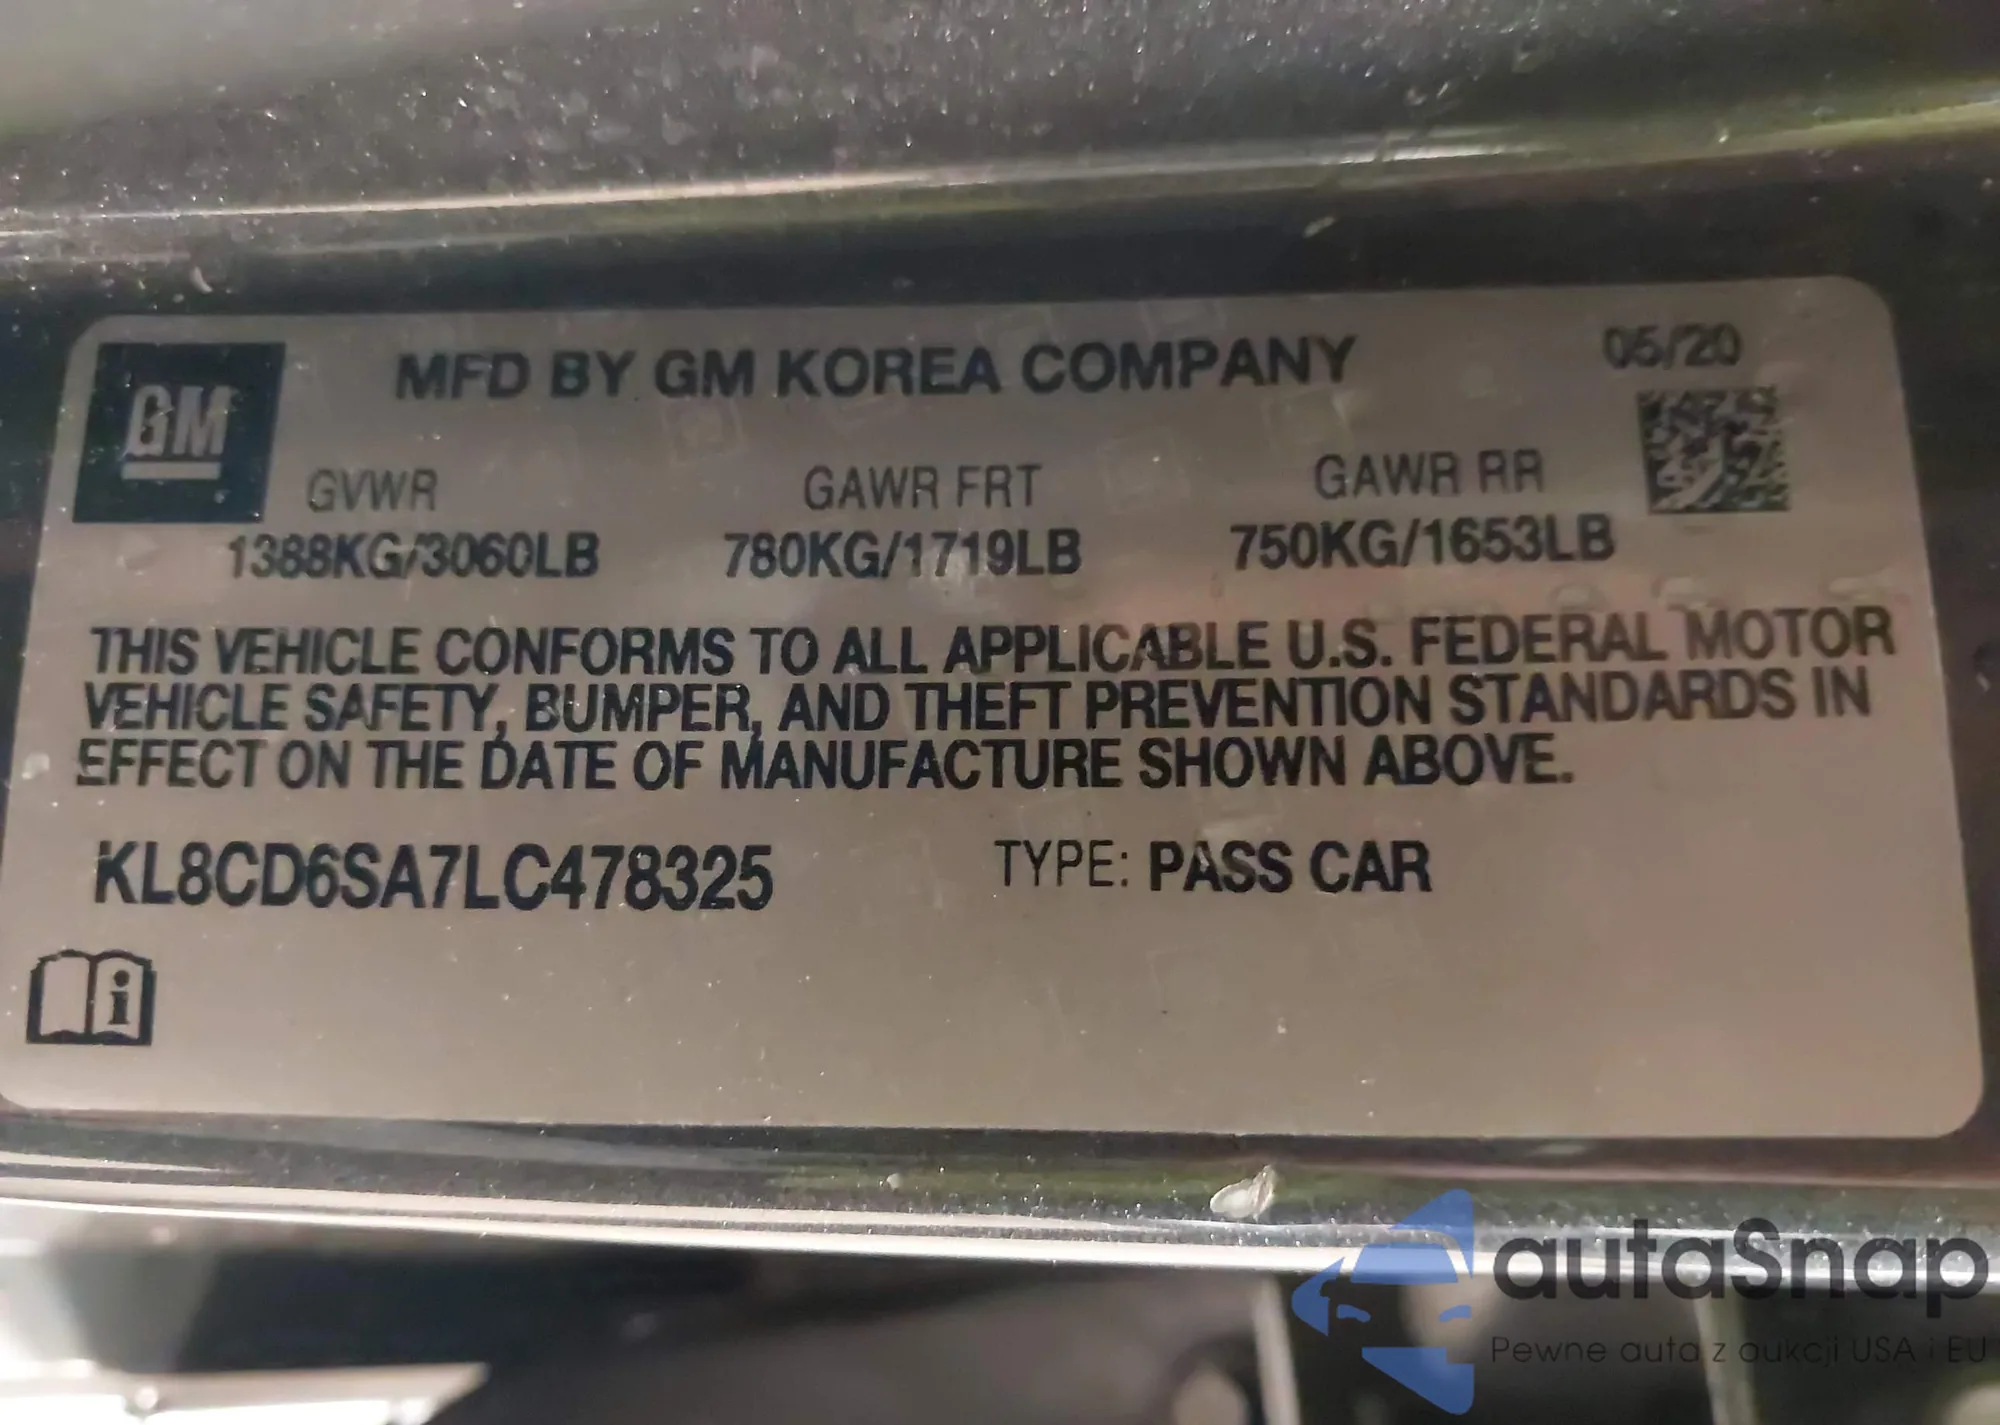 GM
MFD BY GM KOREA COMPANY
05/20
GVWR
GAWR FRT
GAWR RR
1388KG/3060LB
780KG/1719LB
750KG/1653LB
THIS VEHICLE CONFORMS TO ALL APPLICABLE U.S. FEDERAL MOTOR
VEHICLE SAFETY, BUMPER, AND THEFT PREVENTION STANDARDS IN
EFFECT ON THE DATE OF MANUFACTURE SHOWN ABOVE.
KL8CD6SA7LC478325
TYPE: PASS CAR
i
autaSnap
Pewne auta z aukcji USA i EU